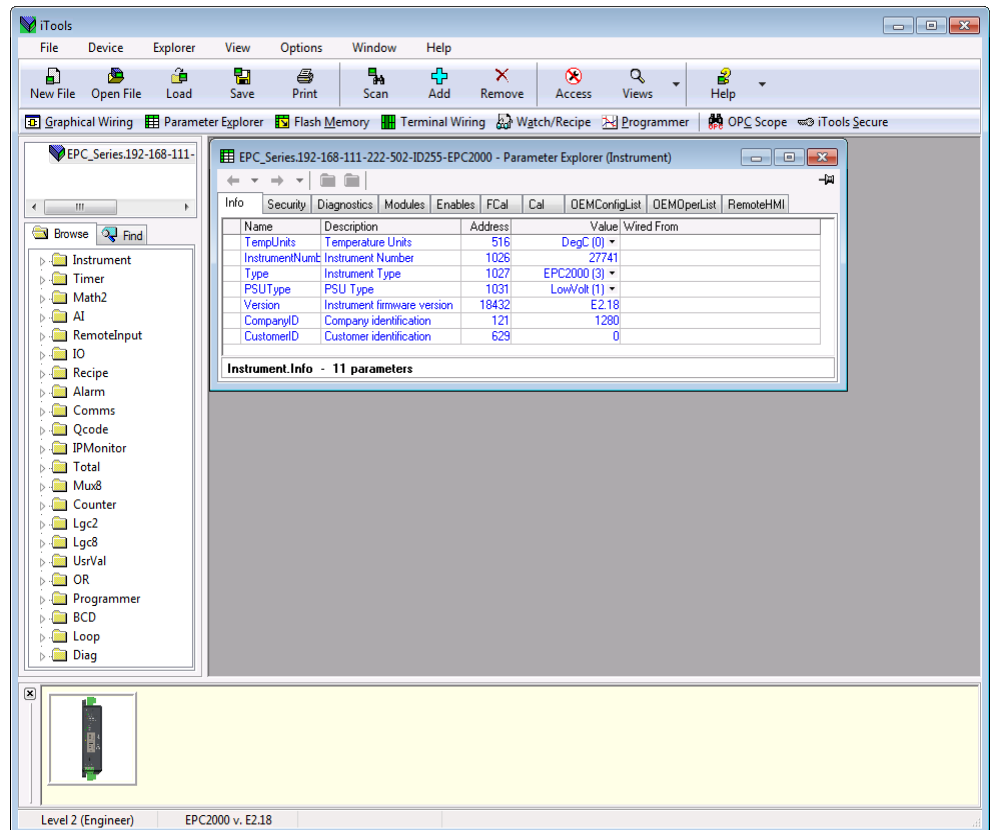 iTools
File Device Explorer View Options Window Help
New File Open File Load Save Print Scan Add Remove Access Views Help
Graphical Wiring Parameter Explorer Flash Memory Terminal Wiring Watch/Recipe Programmer OPC Scope iTools Secure
EPC_Series.192-168-111-
Browse Find
Instrument
Timer
Math2
AI
RemoteInput
IO
Recipe
Alarm
Comms
Qcode
IPMonitor
Total
Mux8
Counter
Lgc2
Lgc8
UsrVal
OR
Programmer
BCD
Loop
Diag
EPC_Series.192-168-111-222-502-ID255-EPC2000 - Parameter Explorer (Instrument)
Info Security Diagnostics Modules Enables FCal Cal OEMConfigList OEMOperList RemoteHMI
Name Description Address Value Wired From
TempUnits Temperature Units 516 DegC (0)
InstrumentNumb Instrument Number 1026 27741
Type Instrument Type 1027 EPC2000 (3)
PSUType PSU Type 1031 LowVolt (1)
Version Instrument firmware version 18432 E2.18
CompanyID Company identification 121 1280
CustomerID Customer identification 629 0
Instrument.Info - 11 parameters
Level 2 (Engineer) EPC2000 v. E2.18